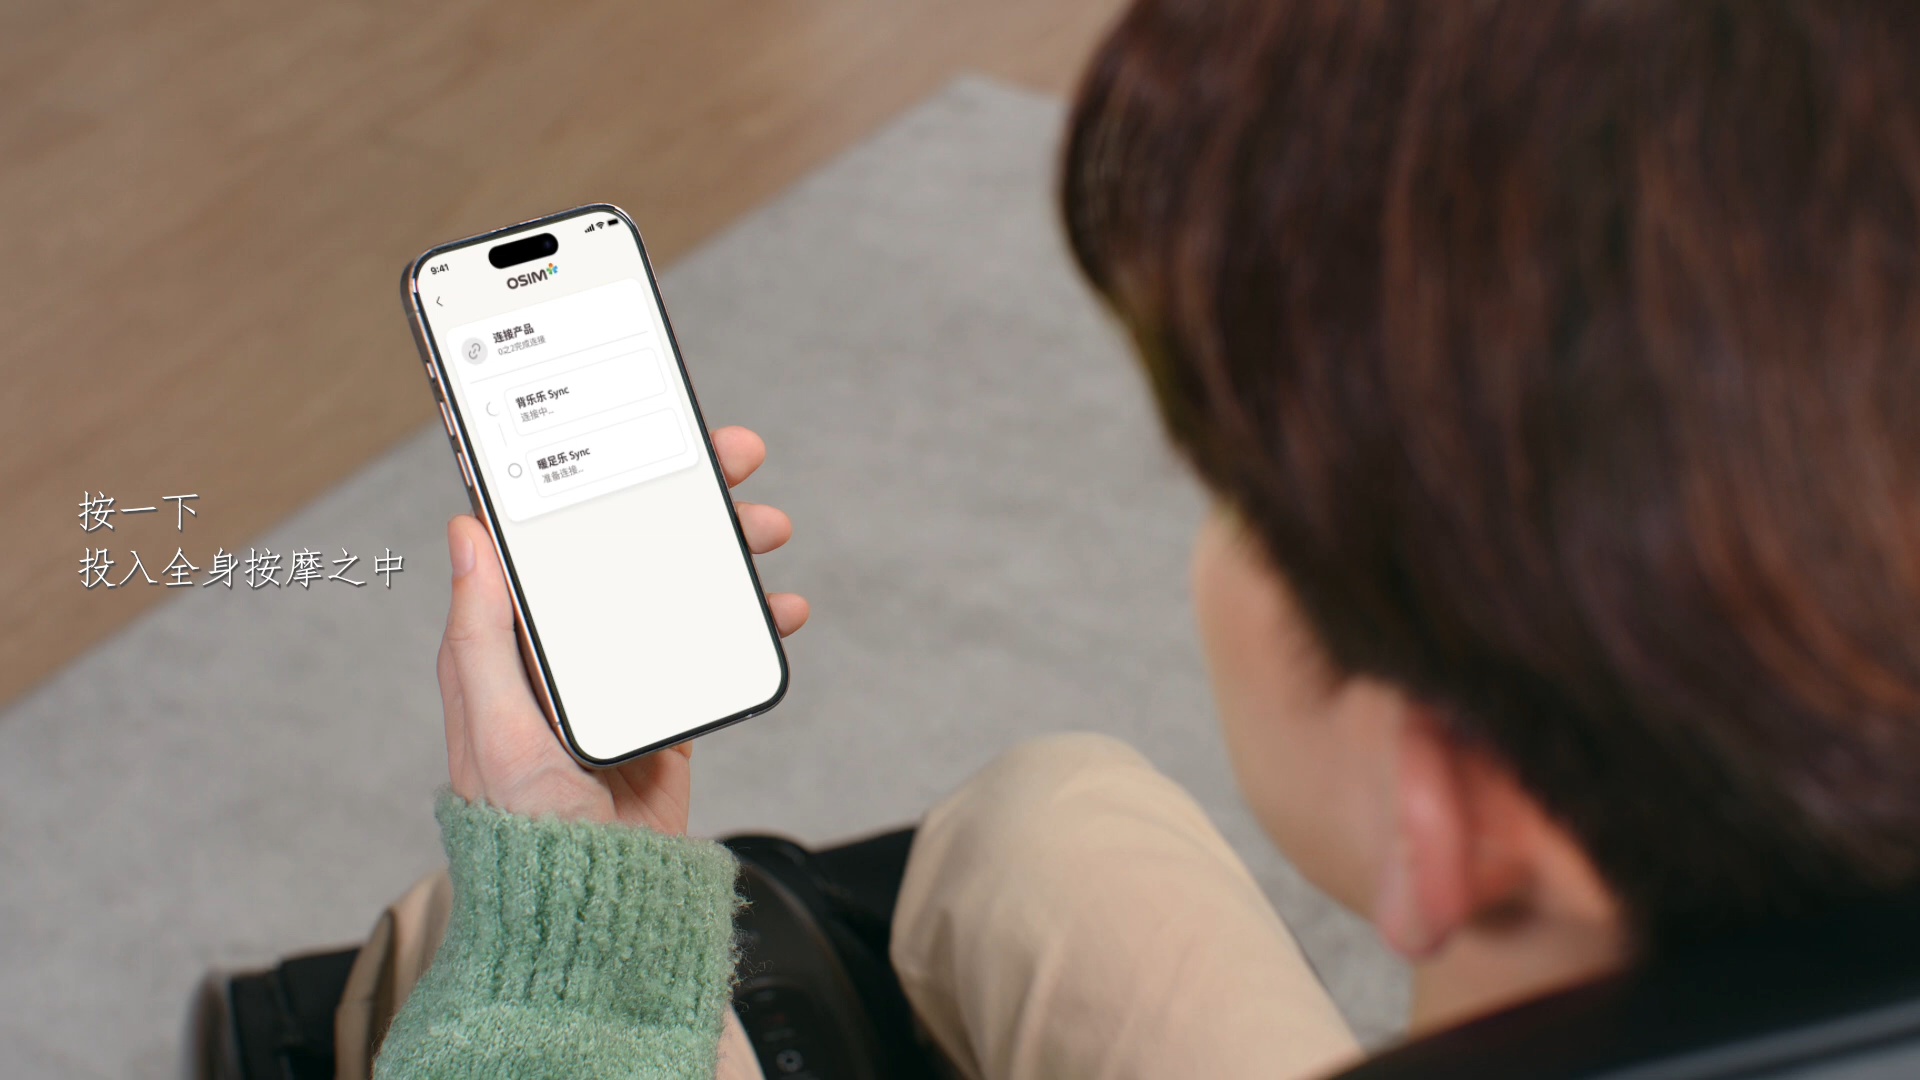 9:41
OSIM
连接产品
0之2完成连接
背乐乐 Sync
连接中...
暖足乐 Sync
准备连接...
按一下
投入全身按摩之中